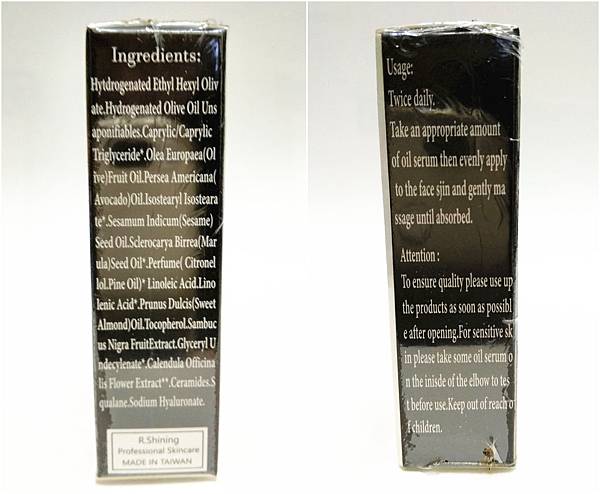 Ingredients:
Hytdrogenated Ethyl Hexyl Oliv
ate.Hydrogenated Olive Oil Uns
aponifiables.Caprylic/Caprylic
Triglyceride*.Olea Europaea(Ol
ive)Fruit Oil.Persea Americana(
Avocado)Oil.Isostearyl Isosteara
te*.Sesamum Indicum(Sesame)
Seed Oil.Sclerocarya Birrea(Mar
ula)Seed Oil*.Perfume( Citronel
lol.Pine Oil)* Linoleic Acid.Lino
lenic Acid*.Prunus Dulcis(Sweet
Almond)Oil.Tocopherol.Sambuc
us Nigra FruitExtract.Glyceryl U
ndecylenate*.Calendula Officina
lis Flower Extract**.Ceramides.S
qualane.Sodium Hyaluronate.
R.Shining
Professional Skincare
MADE IN TAIWAN
Usage:
Twice daily.
Take an appropriate amount
of oil serum then evenly apply
to the face sjin and gently ma
ssage until absorbed.
Attention :
To ensure quality please use up
the products as soon as possibl
e after opening.For sensitive sk
in please take some oil serum o
n the inisde of the elbow to tes
t before use.Keep out of reach o
f children.